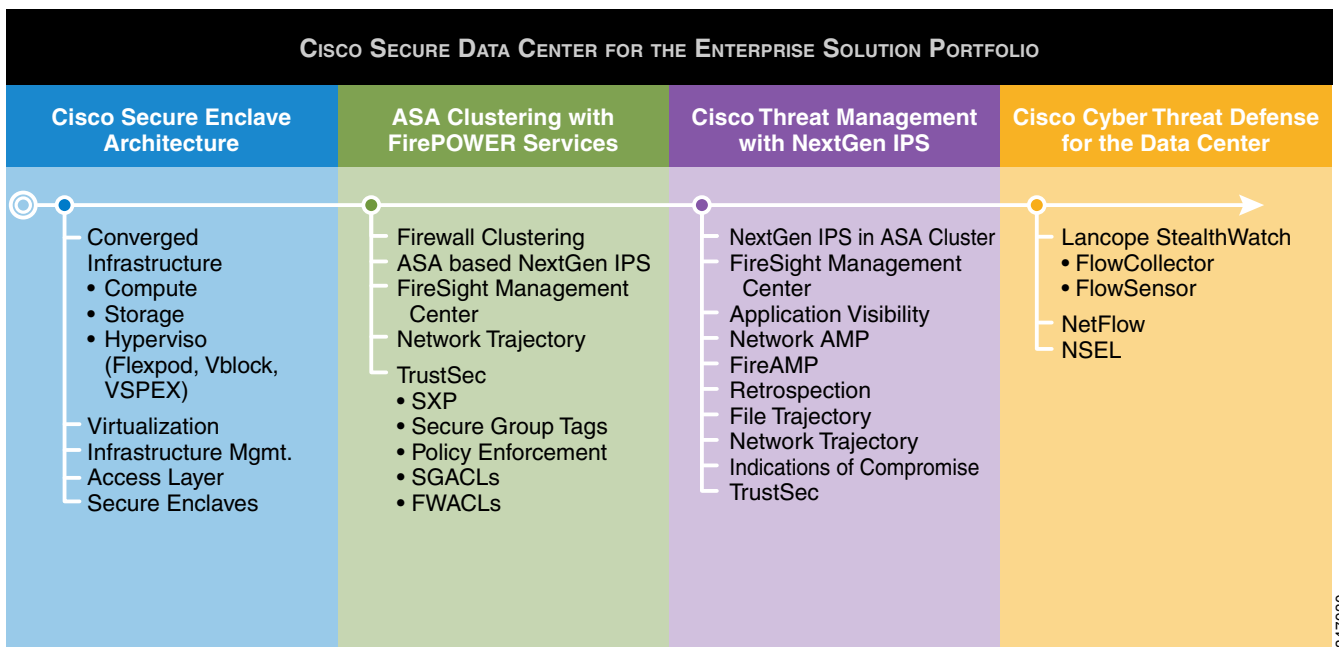 CISCO SECURE DATA CENTER FOR THE ENTERPRISE SOLUTION PORTFOLIO
Cisco Secure Enclave
Architecture
Converged
Infrastructure
• Compute
• Storage
• Hyperviso
(Flexpod, Vblock,
VSPEX)
Virtualization
Infrastructure Mgmt.
Access Layer
Secure Enclaves
ASA Clustering with
FirePOWER Services
Firewall Clustering
ASA based NextGen IPS
FireSight Management
Center
Network Trajectory
TrustSec
• SXP
• Secure Group Tags
• Policy Enforcement
• SGACLs
• FWACLs
Cisco Threat Management
with NextGen IPS
NextGen IPS in ASA Cluster
FireSight Management
Center
Application Visibility
Network AMP
FireAMP
Retrospection
File Trajectory
Network Trajectory
Indications of Compromise
TrustSec
Cisco Cyber Threat Defense
for the Data Center
Lancope StealthWatch
• FlowCollector
• FlowSensor
NetFlow
NSEL